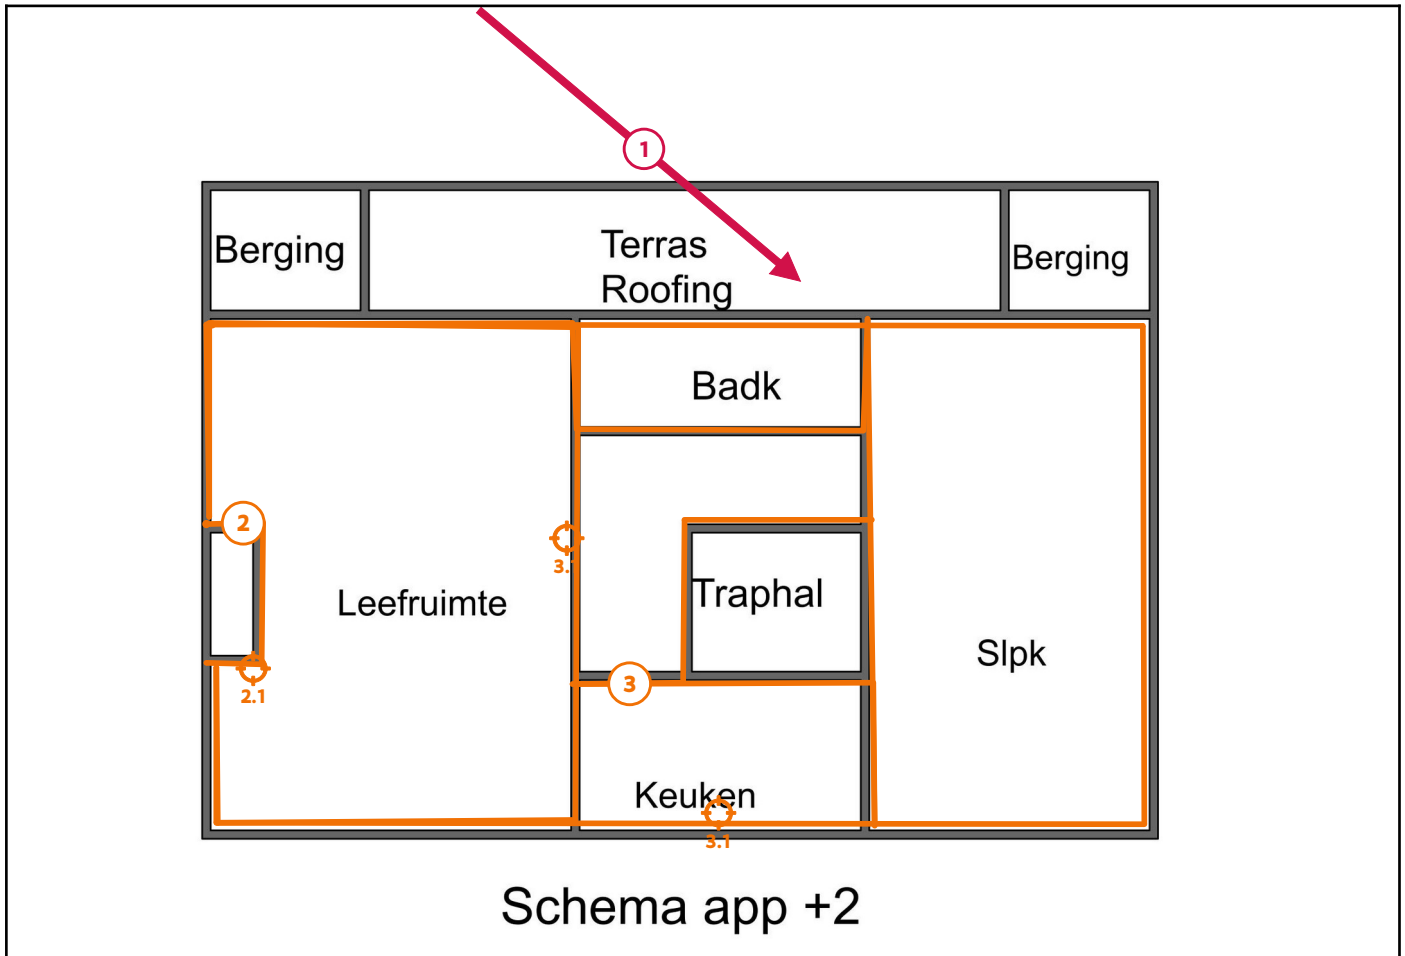 1
Berging
Terras
Roofing
Berging
Badk
2
3.
Traphal
Leefruimte
Slpk
2.1
3
Keuken
3.1
Schema app +2